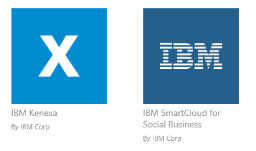 X
IBM
IBM Kenexa
By IBM Corp
IBM SmartCloud for
Social Business
By IBM Corp